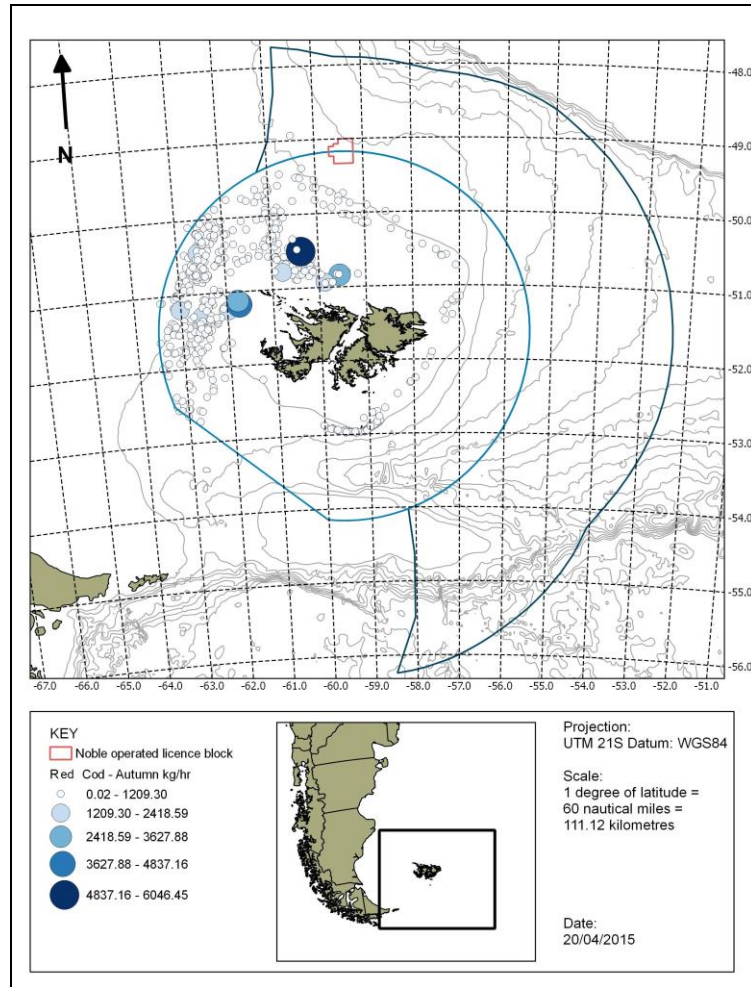 N
-48.0
-49.0
-50.0
-51.0
-52.0
-53.0
-54.0
-55.0
-56.0
-67.0 -66.0 -65.0 -64.0 -63.0 -62.0 -61.0 -60.0 -59.0 -58.0 -57.0 -56.0 -55.0 -54.0 -53.0 -52.0 -51.0
KEY
Noble operated licence block
Red Cod - Autumn kg/hr
0.02 - 1209.30
1209.30 - 2418.59
2418.59 - 3627.88
3627.88 - 4837.16
4837.16 - 6046.45
Projection:
UTM 21S Datum: WGS84
Scale:
1 degree of latitude =
60 nautical miles =
111.12 kilometres
Date:
20/04/2015